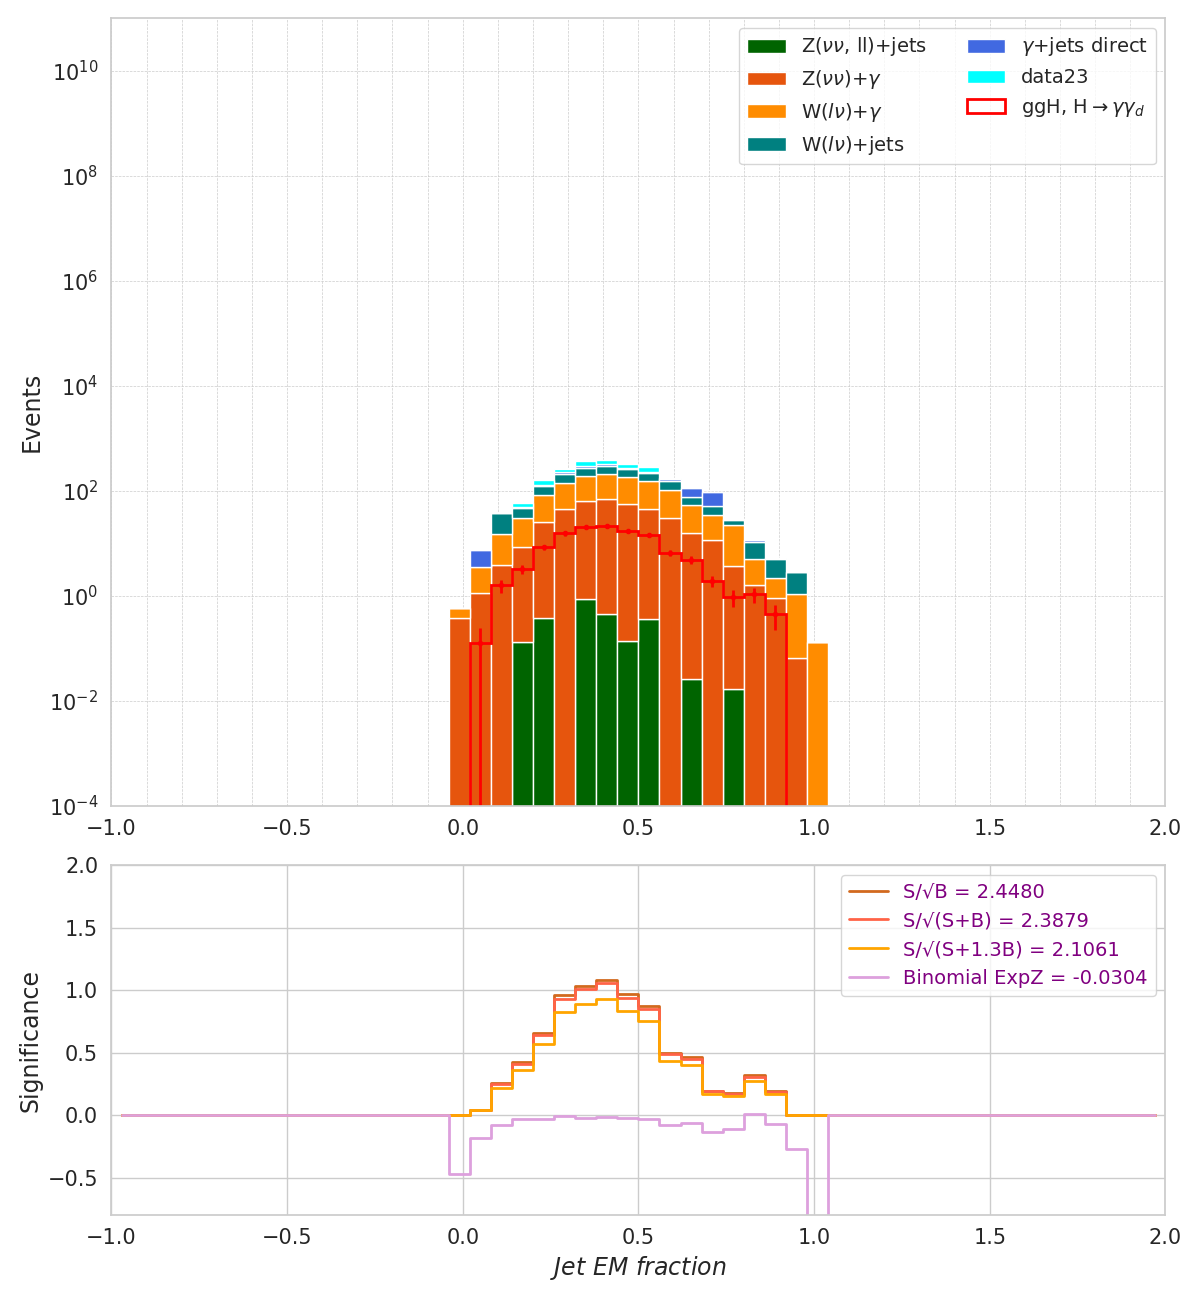 Z(νν, ll)+jets
Z(νν)+γ
W(lν)+γ
W(lν)+jets
γ+jets direct
data23
ggH, H→γγ_d
Events
10^10
10^8
10^6
10^4
10^2
10^0
10^−2
10^−4
−1.0 −0.5 0.0 0.5 1.0 1.5 2.0
S/√B = 2.4480
S/√(S+B) = 2.3879
S/√(S+1.3B) = 2.1061
Binomial ExpZ = -0.0304
Significance
2.0
1.5
1.0
0.5
0.0
−0.5
−1.0 −0.5 0.0 0.5 1.0 1.5 2.0
Jet EM fraction